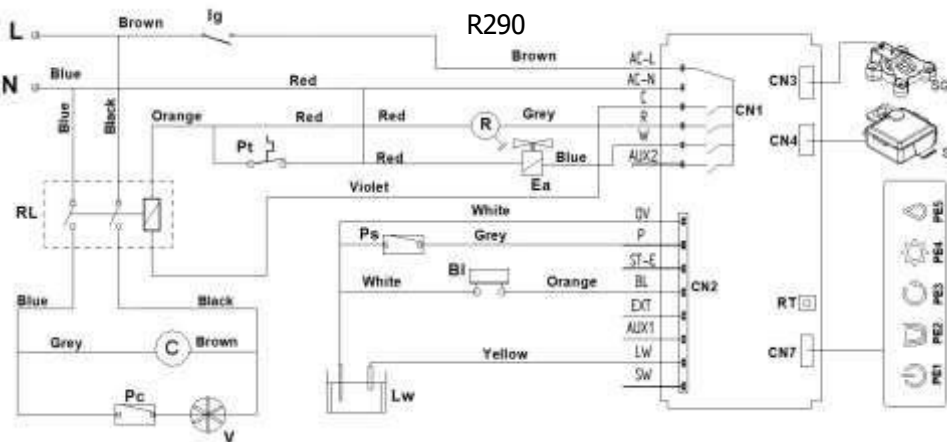 R290
L
Brown
Ig
Brown
AC-L
CN3
N
Blue
Red
AC-N
C
CN1
Blue
Black
Orange
Red
Red
R
Grey
R
W
CN4
Pt
Red
Ea
Blue
AUX2
Violet
RL
White
0V
Ps
Grey
P
ST-E
White
Bl
Orange
BL
CN2
EXT
AUX1
Blue
Black
RT
Grey
C
Brown
Yellow
LW
CN7
SW
Lw
Pc
V
PE5
PE4
PE3
PE2
PE1